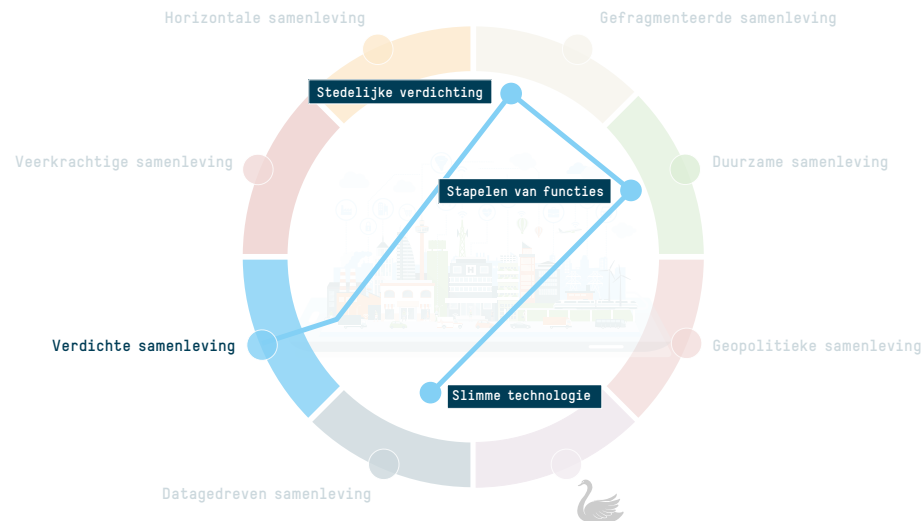 Horizontale samenleving
Gefragmenteerde samenleving
Stedelijke verdichting
Veerkrachtige samenleving
Duurzame samenleving
Stapelen van functies
Verdichte samenleving
Geopolitieke samenleving
Slimme technologie
Datagedreven samenleving